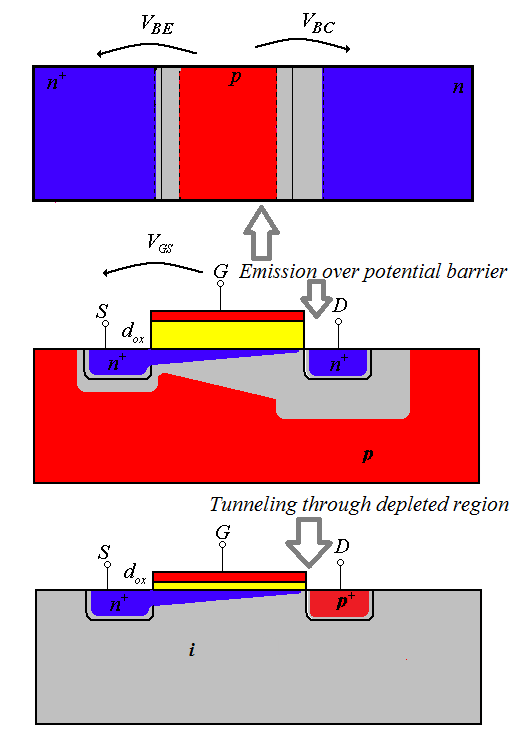 V_BE V_BC
n⁺ p n
V_GS
G Emission over potential barrier
S D
d_ox
n⁺ n⁺
p
Tunneling through depleted region
G
S D
d_ox
n⁺ p⁺
i